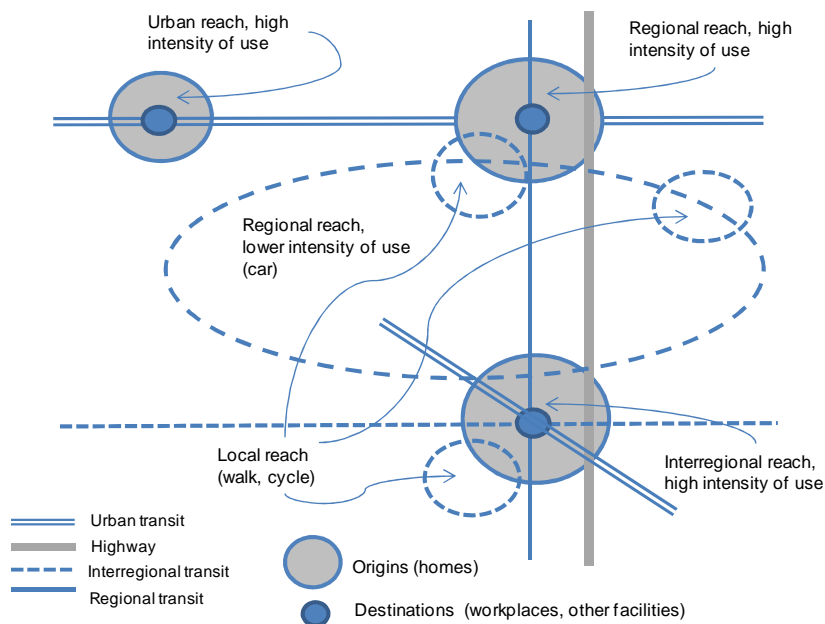 Urban reach, high
intensity of use
Regional reach, high
intensity of use
Regional reach,
lower intensity of use
(car)
Local reach
(walk, cycle)
Interregional reach,
high intensity of use
Urban transit
Highway
Interregional transit
Regional transit
Origins (homes)
Destinations (workplaces, other facilities)